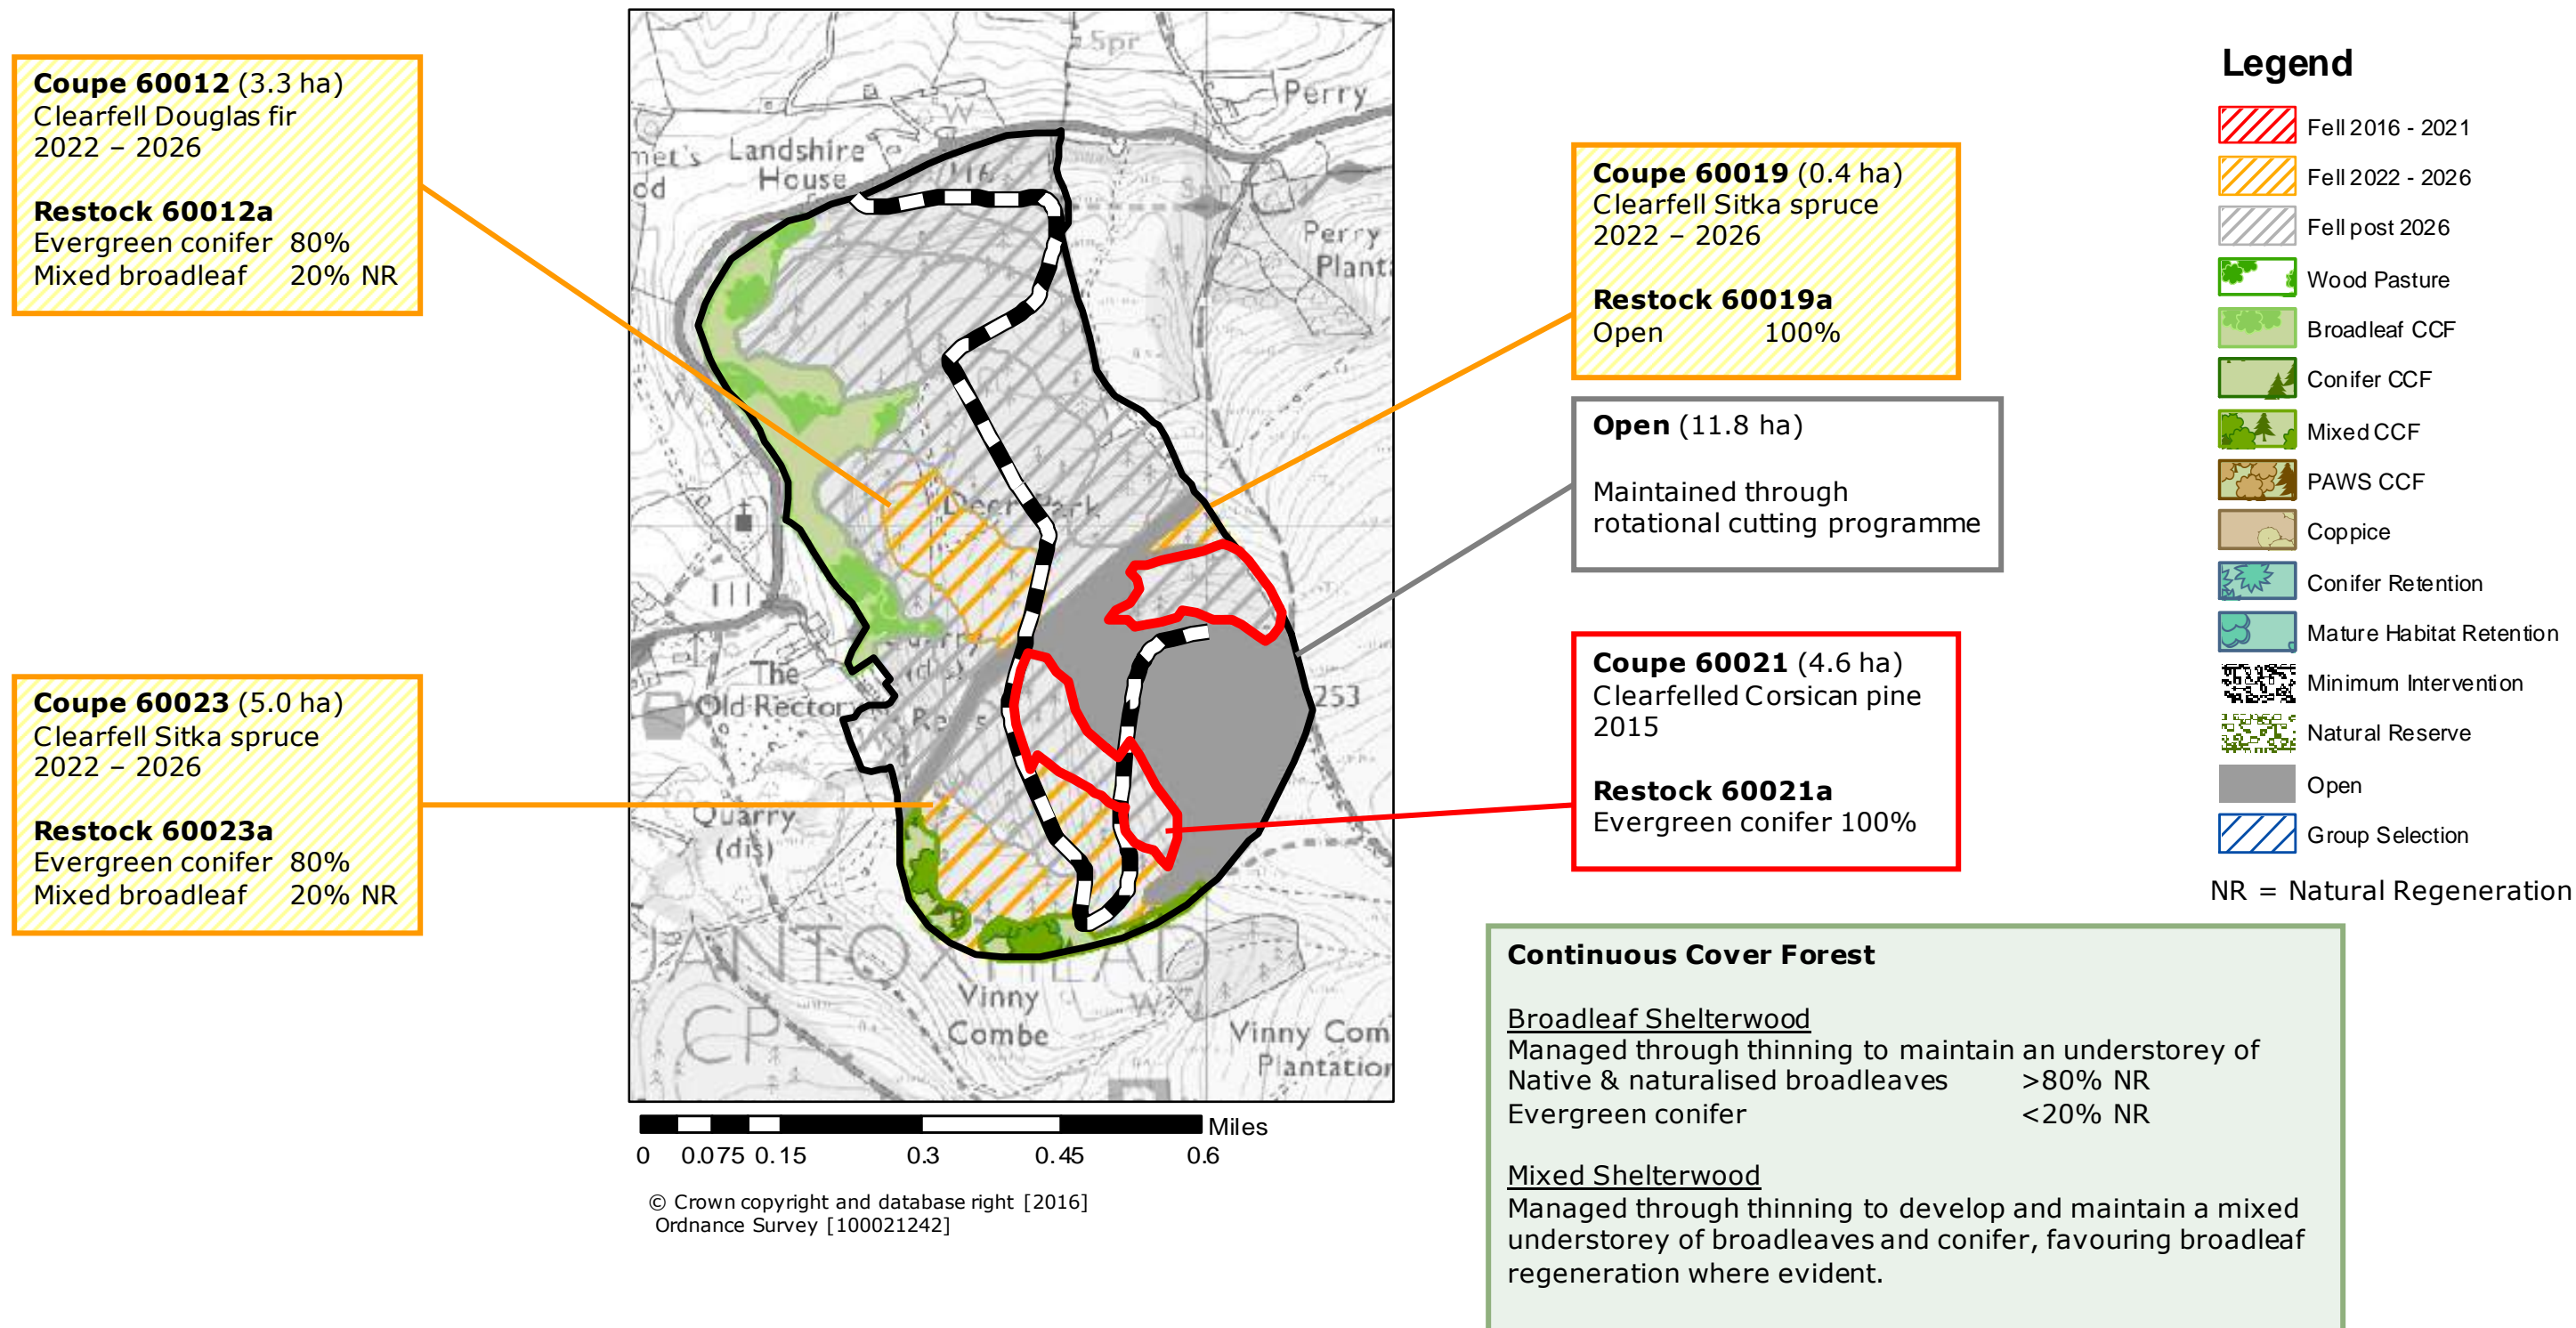 Coupe 60012 (3.3 ha)
Clearfell Douglas fir
2022 – 2026
Restock 60012a
Evergreen conifer 80%
Mixed broadleaf 20% NR
Coupe 60023 (5.0 ha)
Clearfell Sitka spruce
2022 – 2026
Restock 60023a
Evergreen conifer 80%
Mixed broadleaf 20% NR
Spr
Perry
Landshire
House
116
Perry
Deer Park
The
Old Rectory
253
Quarry
(dis)
CP
Vinny
Combe
W
Vinny Com
Plantation
Miles
0 0.075 0.15 0.3 0.45 0.6
© Crown copyright and database right [2016]
Ordnance Survey [100021242]
Coupe 60019 (0.4 ha)
Clearfell Sitka spruce
2022 – 2026
Restock 60019a
Open 100%
Open (11.8 ha)
Maintained through
rotational cutting programme
Coupe 60021 (4.6 ha)
Clearfelled Corsican pine
2015
Restock 60021a
Evergreen conifer 100%
Legend
Fell 2016 - 2021
Fell 2022 - 2026
Fell post 2026
Wood Pasture
Broadleaf CCF
Conifer CCF
Mixed CCF
PAWS CCF
Coppice
Conifer Retention
Mature Habitat Retention
Minimum Intervention
Natural Reserve
Open
Group Selection
NR = Natural Regeneration
Continuous Cover Forest
Broadleaf Shelterwood
Managed through thinning to maintain an understorey of
Native & naturalised broadleaves >80% NR
Evergreen conifer <20% NR
Mixed Shelterwood
Managed through thinning to develop and maintain a mixed
understorey of broadleaves and conifer, favouring broadleaf
regeneration where evident.